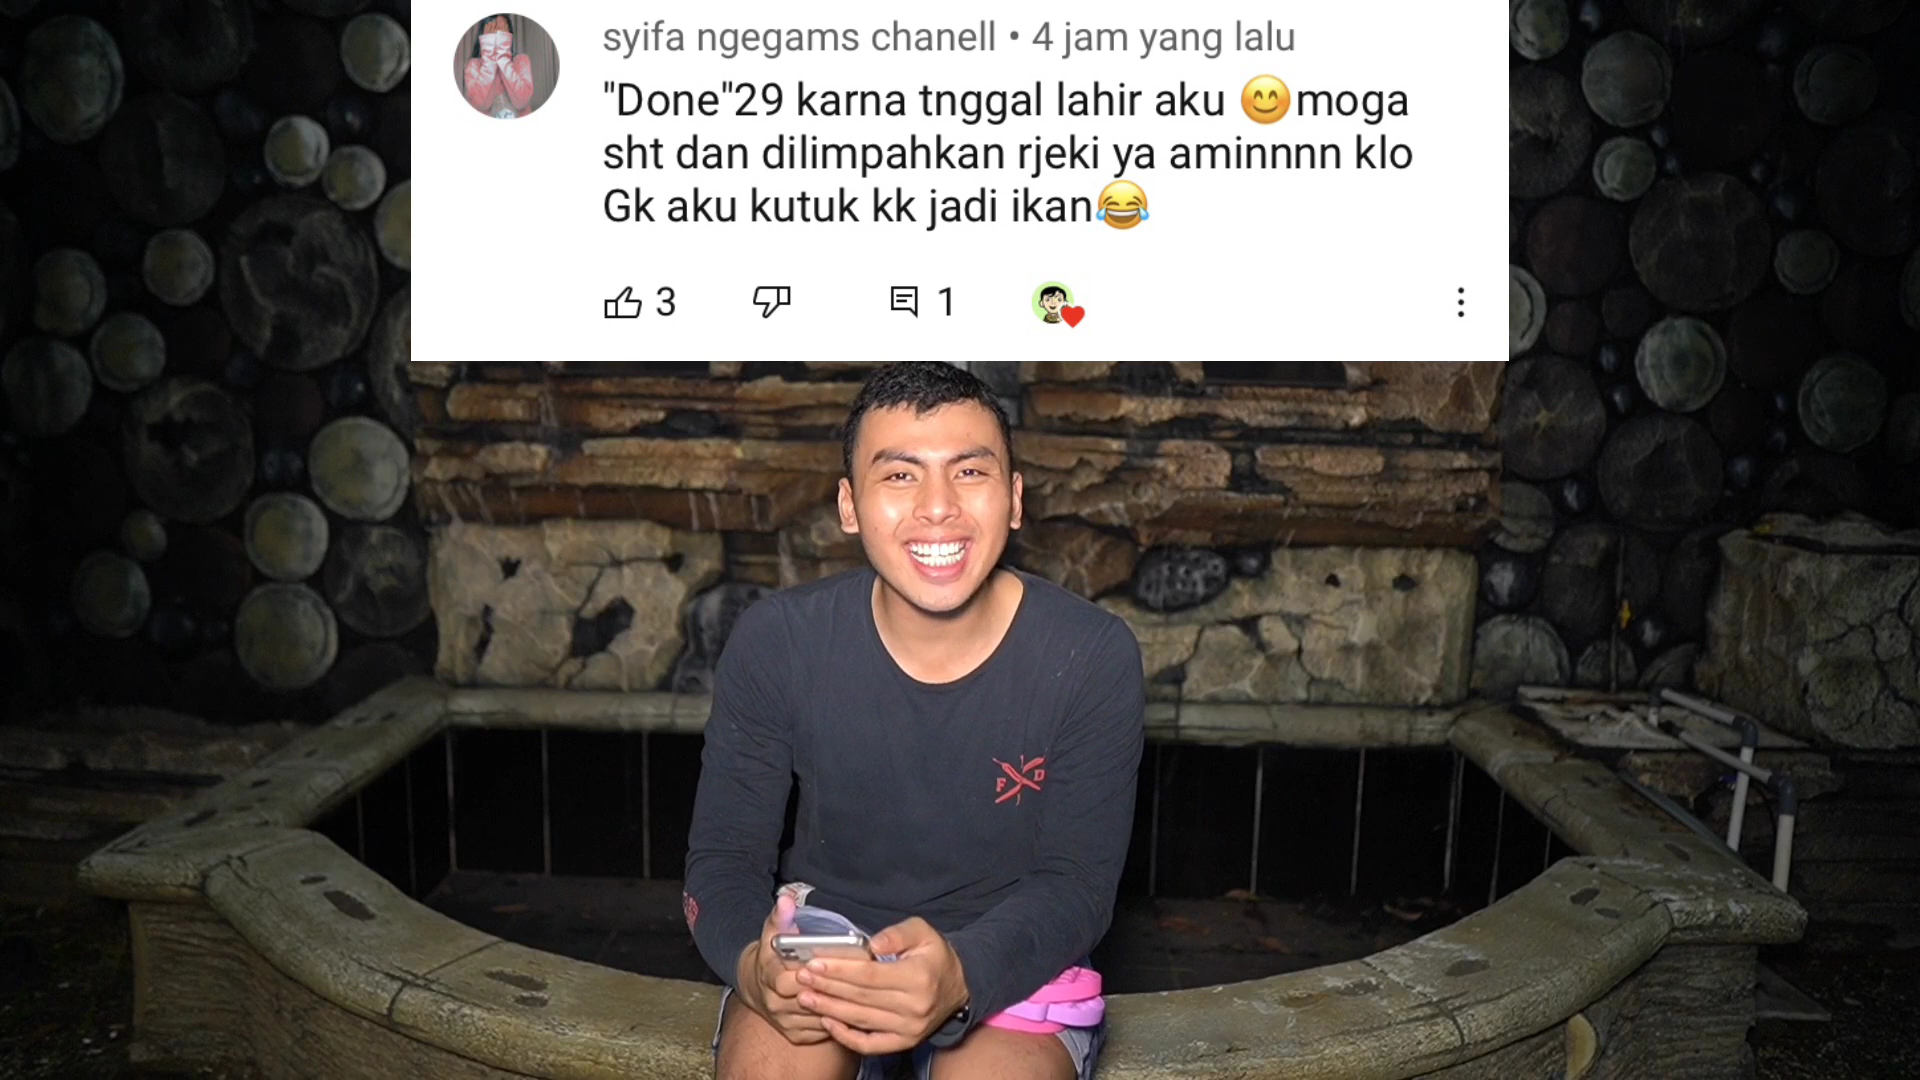 syifa ngegams chanell • 4 jam yang lalu
"Done"29 karna tnggal lahir aku 😊moga
sht dan dilimpahkan rjeki ya aminnnn klo
Gk aku kutuk kk jadi ikan😂
3 1
F D